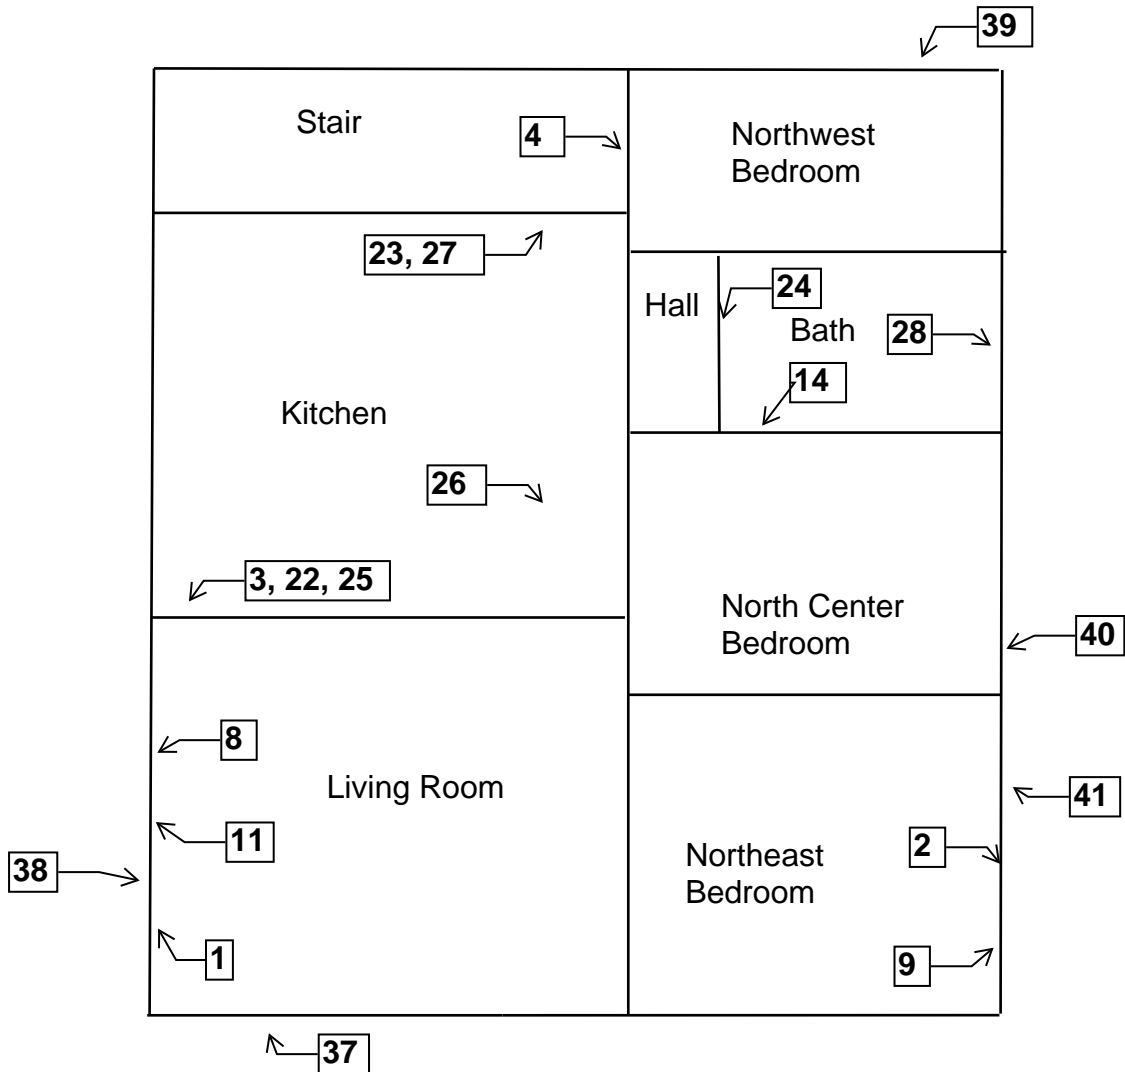 39
Stair
4
Northwest
Bedroom
23, 27
Hall
24
Bath
28
14
Kitchen
26
3, 22, 25
North Center
Bedroom
40
8
Living Room
41
11
2
Northeast
Bedroom
38
1
9
37